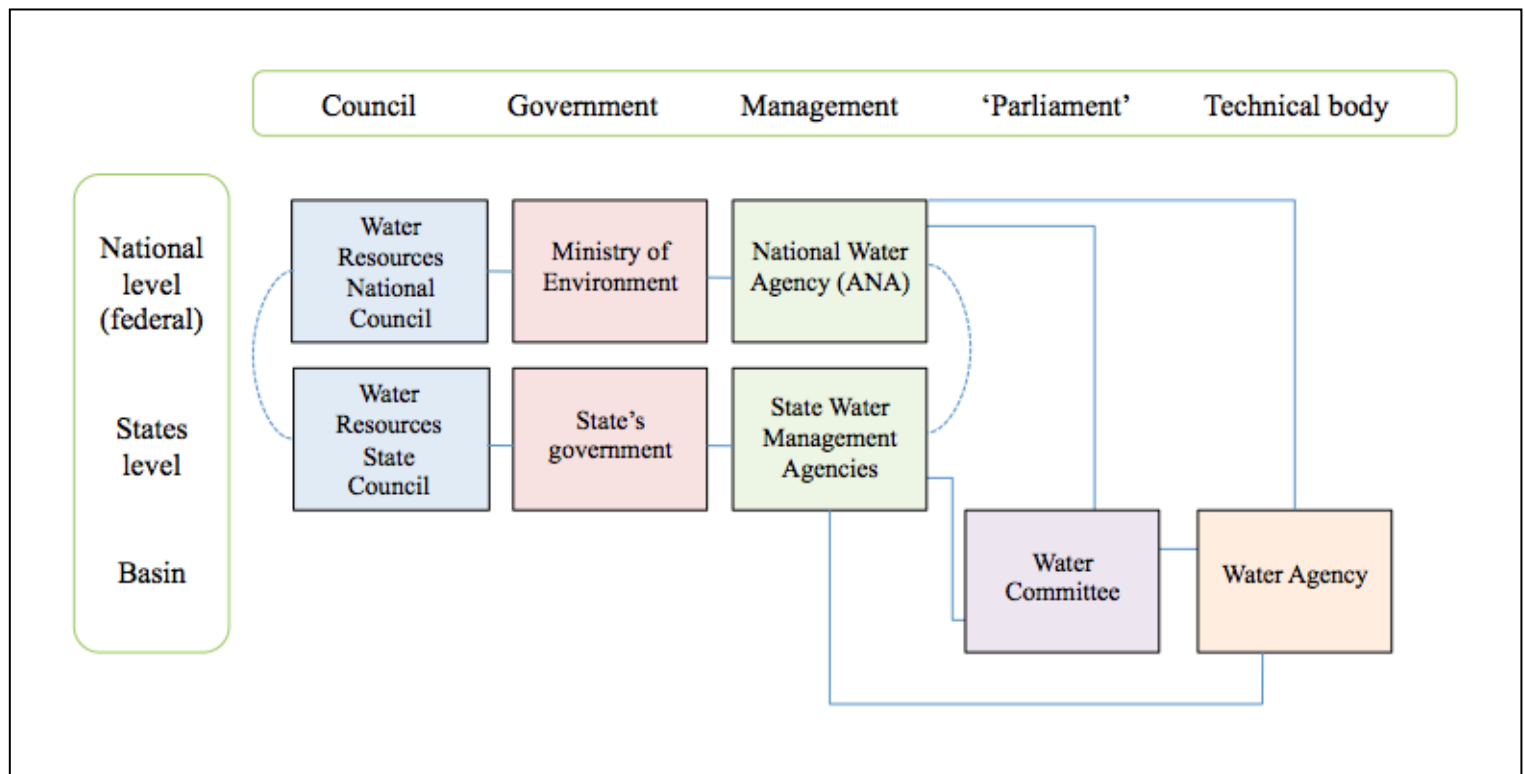 Council Government Management ‘Parliament’ Technical body
National
level
(federal)
Water
Resources
National
Council
Ministry of
Environment
National Water
Agency (ANA)
States
level
Water
Resources
State
Council
State’s
government
State Water
Management
Agencies
Basin
Water
Committee
Water Agency